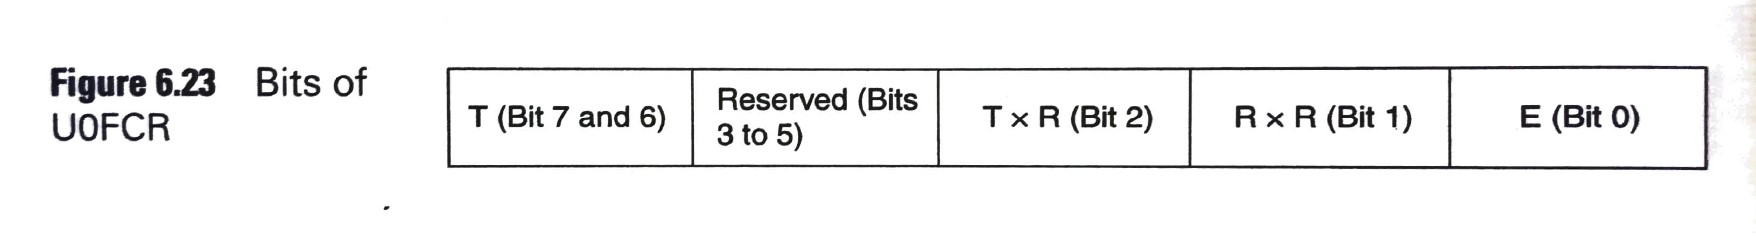 Figure 6.23 Bits of
U0FCR
T (Bit 7 and 6)
Reserved (Bits
3 to 5)
T × R (Bit 2)
R × R (Bit 1)
E (Bit 0)